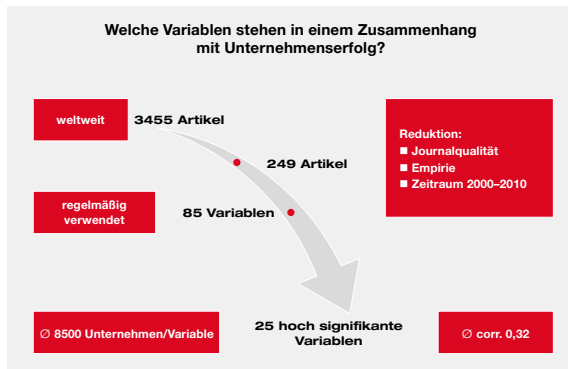 Welche Variablen stehen in einem Zusammenhang
mit Unternehmenserfolg?
weltweit
3455 Artikel
Reduktion:
■ Journalqualität
■ Empirie
■ Zeitraum 2000–2010
249 Artikel
regelmäßig
verwendet
85 Variablen
∅ 8500 Unternehmen/Variable
25 hoch signifikante
Variablen
∅ corr. 0,32